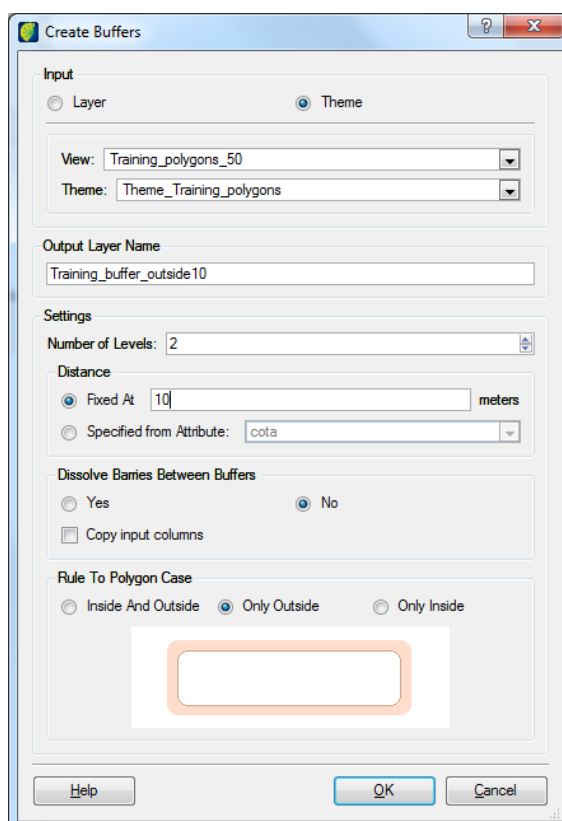 Create Buffers
Input
Layer Theme
View: Training_polygons_50
Theme: Theme_Training_polygons
Output Layer Name
Training_buffer_outside10
Settings
Number of Levels: 2
Distance
Fixed At 10 meters
Specified from Attribute: cota
Dissolve Barries Between Buffers
Yes No
Copy input columns
Rule To Polygon Case
Inside And Outside Only Outside Only Inside
Help OK Cancel